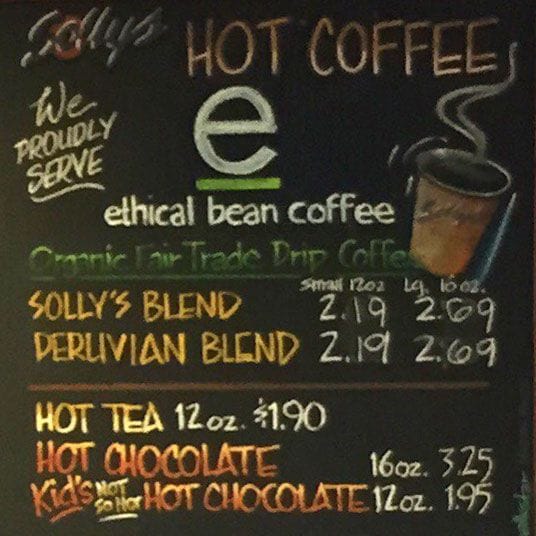 Solly's HOT COFFEE
We
PROUDLY
SERVE
e
ethical bean coffee
Organic Fair Trade Drip Coffee
Small 12oz Lg. 16oz.
SOLLY'S BLEND 2.19 2.69
PERUVIAN BLEND 2.19 2.69
HOT TEA 12oz. $1.90
HOT CHOCOLATE 16oz. 3.25
Kid's NOT So Hot HOT CHOCOLATE 12oz. 1.95